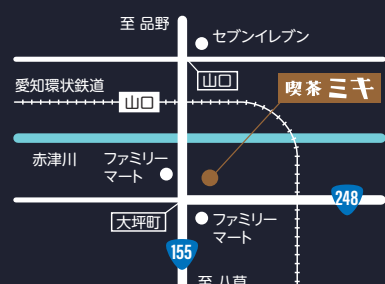 至 品野
セブンイレブン
山口
愛知環状鉄道
山口
喫茶 ミキ
赤津川
ファミリー
マート
248
大坪町
ファミリー
マート
155
至 八草